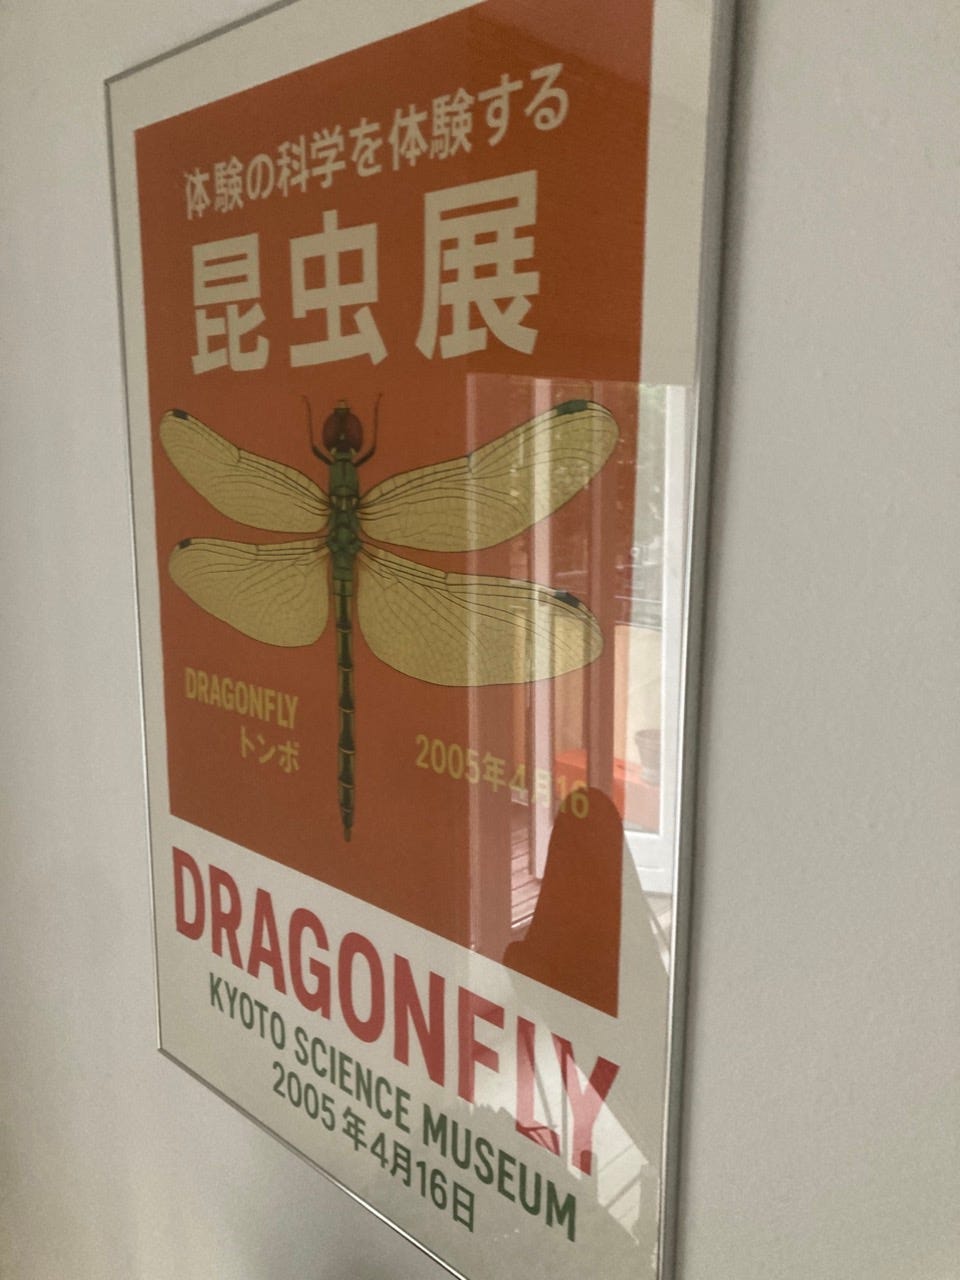 体験の科学を体験する
昆虫展
DRAGONFLY
トンボ
2005年4月16
DRAGONFLY
KYOTO SCIENCE MUSEUM
2005年4月16日